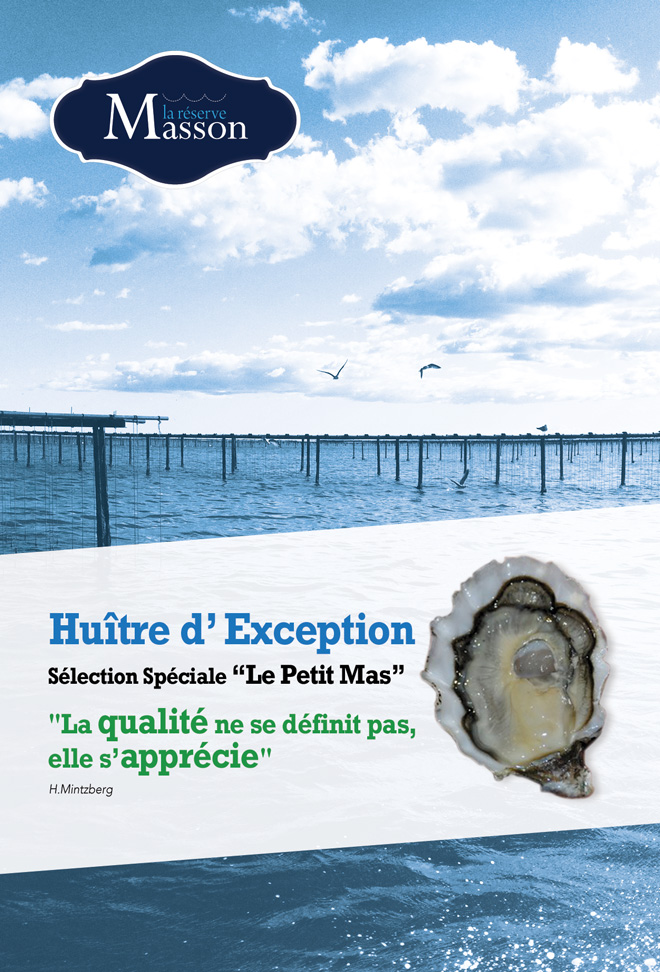 la réserve
Masson
Huître d’ Exception
Sélection Spéciale “Le Petit Mas”
"La qualité ne se définit pas,
elle s’apprécie"
H.Mintzberg